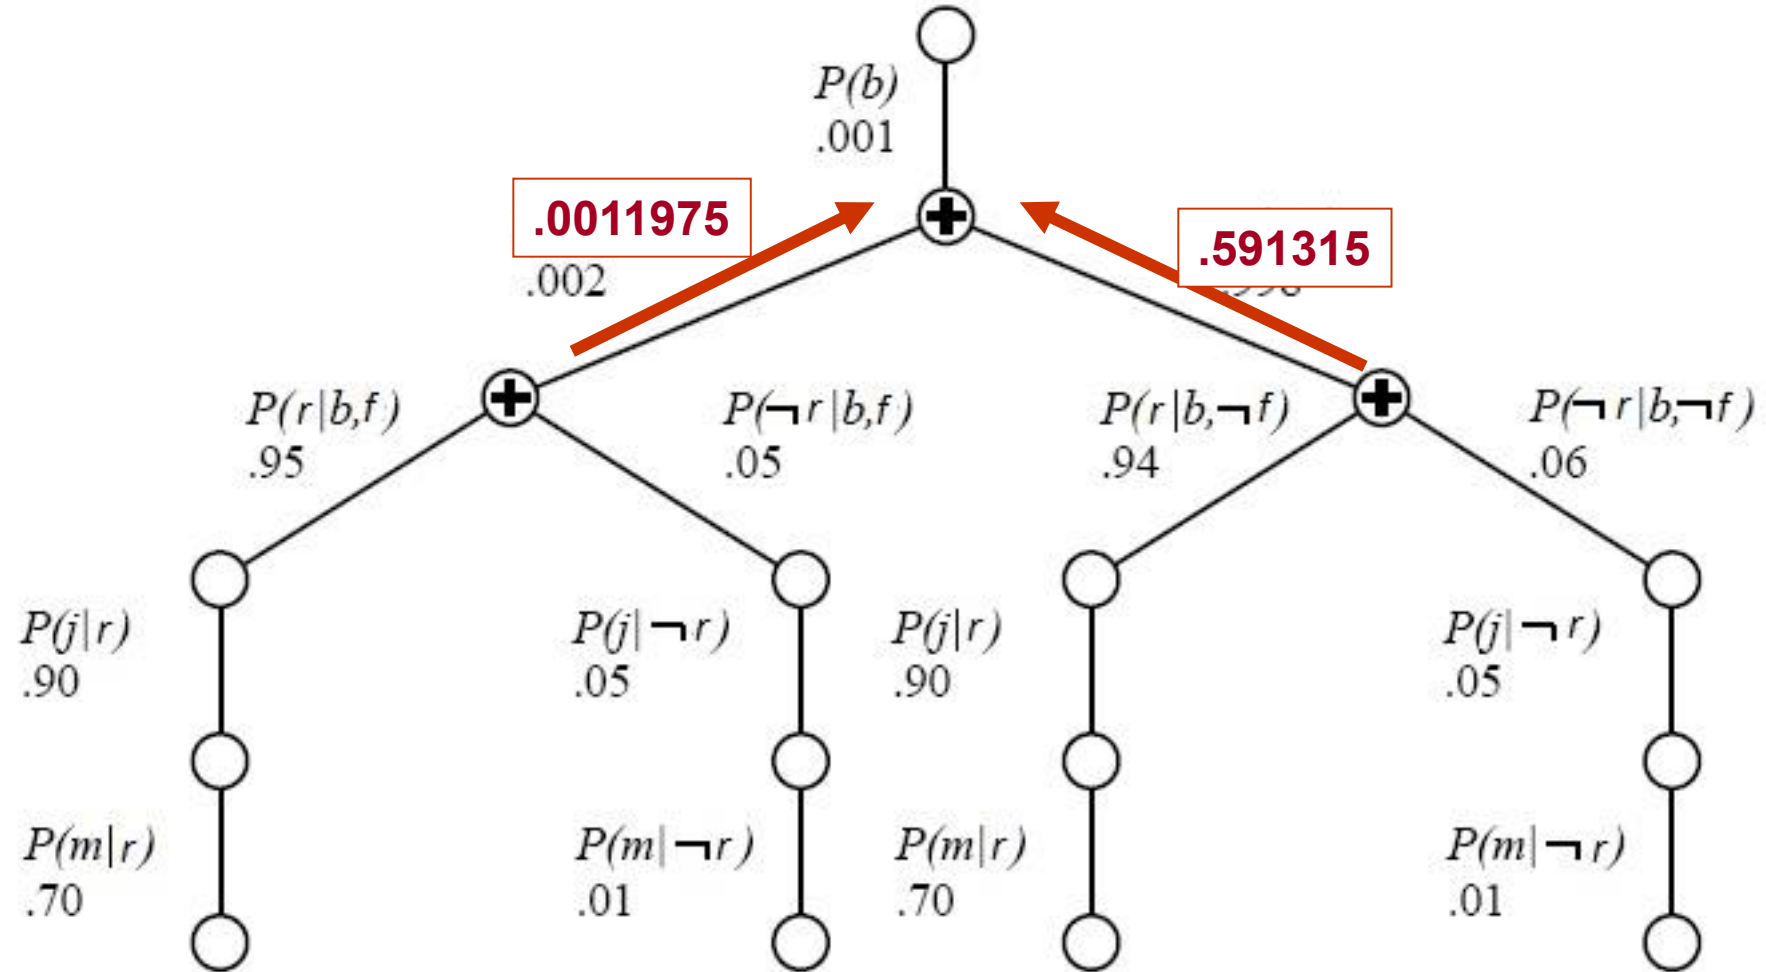 P(b)
.001
.0011975
.591315
.002
P(r|b,f)
.95
P(¬r|b,f)
.05
P(r|b,¬f)
.94
P(¬r|b,¬f)
.06
P(j|r)
.90
P(j|¬r)
.05
P(j|r)
.90
P(j|¬r)
.05
P(m|r)
.70
P(m|¬r)
.01
P(m|r)
.70
P(m|¬r)
.01